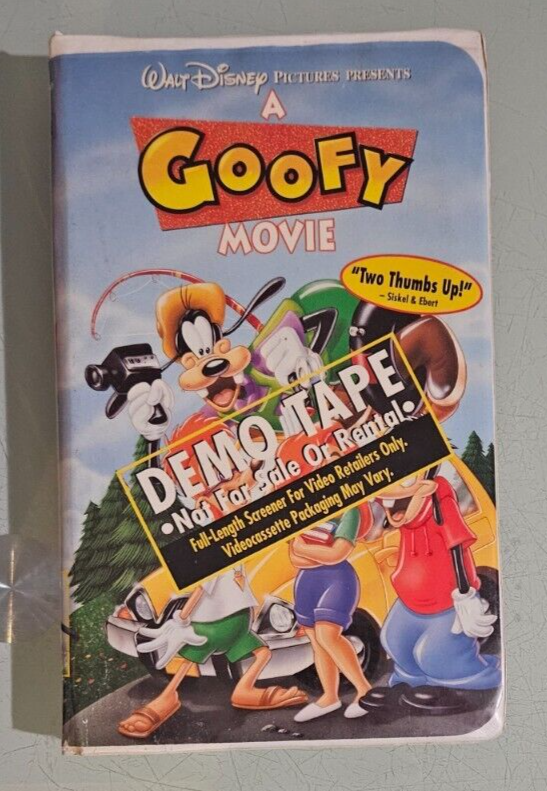 WALT DISNEY PICTURES PRESENTS
A
GOOFY
MOVIE
"Two Thumbs Up!"
– Siskel & Ebert
DEMO TAPE
•Not For Sale Or Rental•
Full-Length Screener For Video Retailers Only.
Videocassette Packaging May Vary.